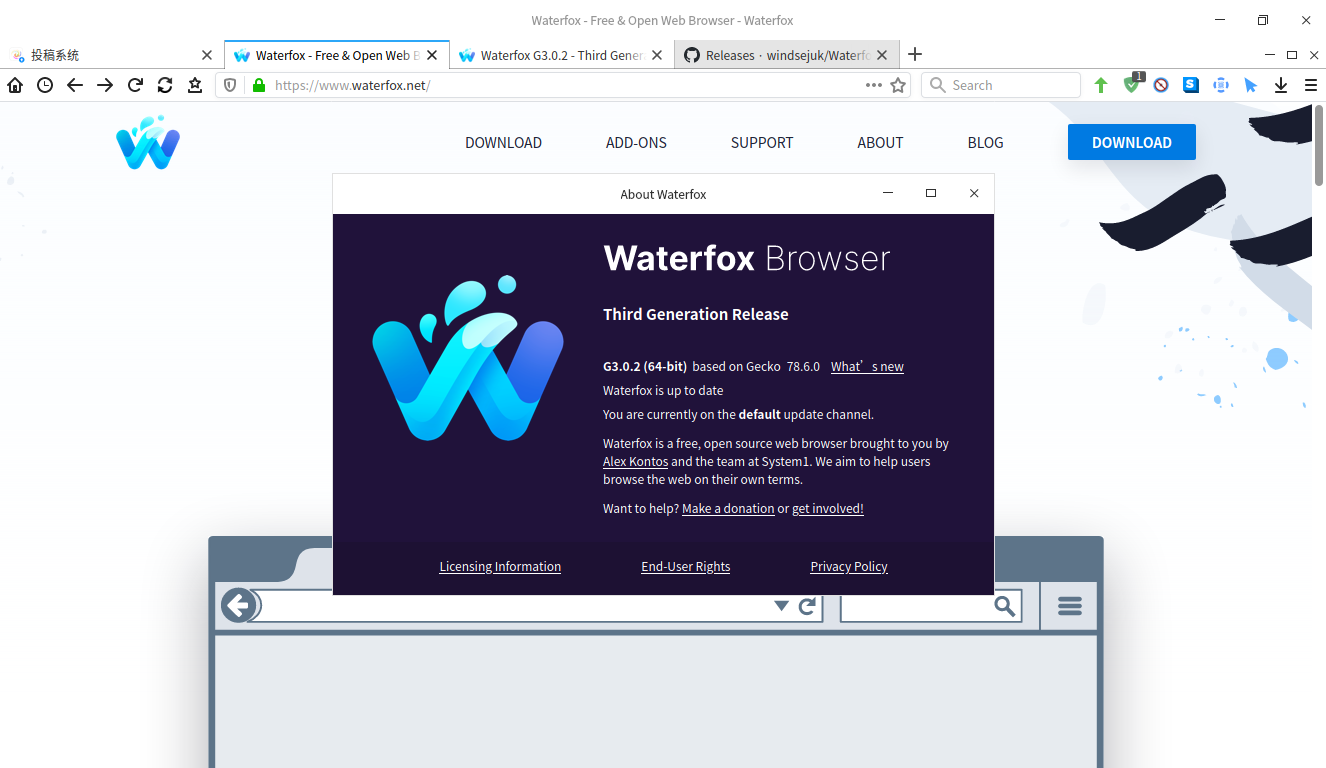 Waterfox - Free & Open Web Browser - Waterfox
投稿系统
Waterfox - Free & Open Web B
Waterfox G3.0.2 - Third Gener
Releases · windsejuk/Waterfo
https://www.waterfox.net/
Search
1
S
DOWNLOAD
ADD-ONS
SUPPORT
ABOUT
BLOG
DOWNLOAD
About Waterfox
Waterfox Browser
Third Generation Release
G3.0.2 (64-bit) based on Gecko 78.6.0 What’s new
Waterfox is up to date
You are currently on the default update channel.
Waterfox is a free, open source web browser brought to you by
Alex Kontos and the team at System1. We aim to help users
browse the web on their own terms.
Want to help? Make a donation or get involved!
Licensing Information
End-User Rights
Privacy Policy